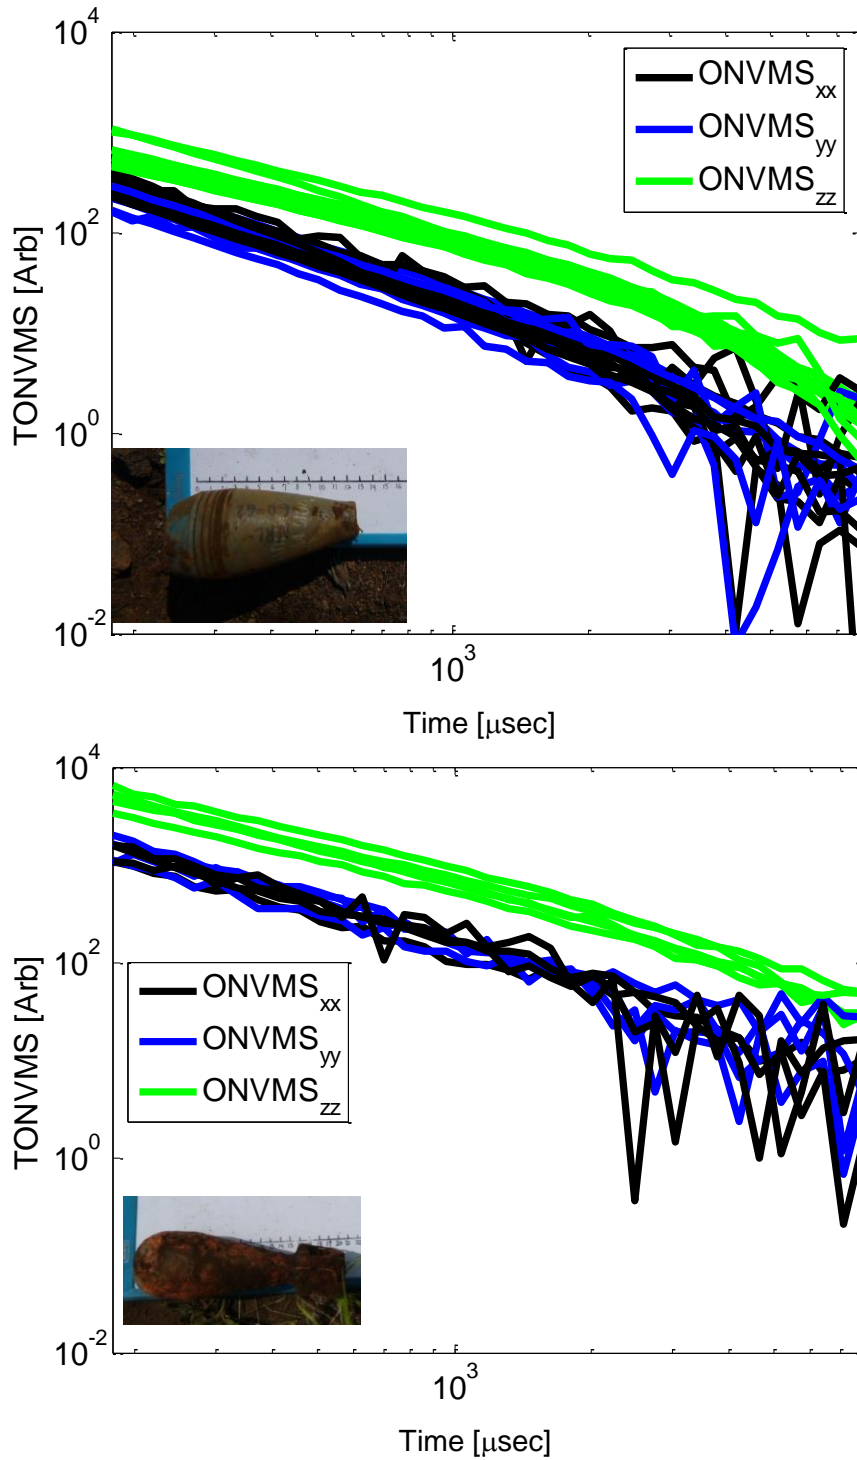 10^4
ONVMS_xx
ONVMS_yy
ONVMS_zz
10^2
TONVMS [Arb]
10^0
10^-2
10^3
Time [μsec]
10^4
10^2
TONVMS [Arb]
ONVMS_xx
ONVMS_yy
ONVMS_zz
10^0
10^-2
10^3
Time [μsec]